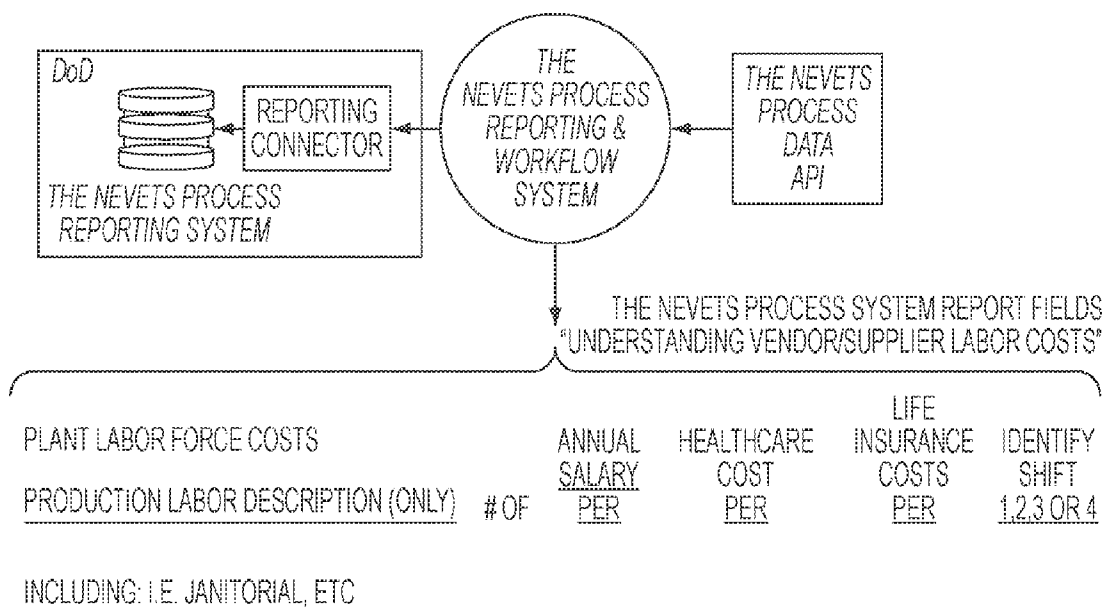 DoD
REPORTING
CONNECTOR
THE NEVETS PROCESS
REPORTING SYSTEM
THE
NEVETS PROCESS
REPORTING &
WORKFLOW
SYSTEM
THE NEVETS
PROCESS
DATA
API
THE NEVETS PROCESS SYSTEM REPORT FIELDS
"UNDERSTANDING VENDOR/SUPPLIER LABOR COSTS"
PLANT LABOR FORCE COSTS
PRODUCTION LABOR DESCRIPTION (ONLY)
# OF
ANNUAL
SALARY
PER
HEALTHCARE
COST
PER
LIFE
INSURANCE
COSTS
PER
IDENTIFY
SHIFT
1,2,3 OR 4
INCLUDING: I.E. JANITORIAL, ETC